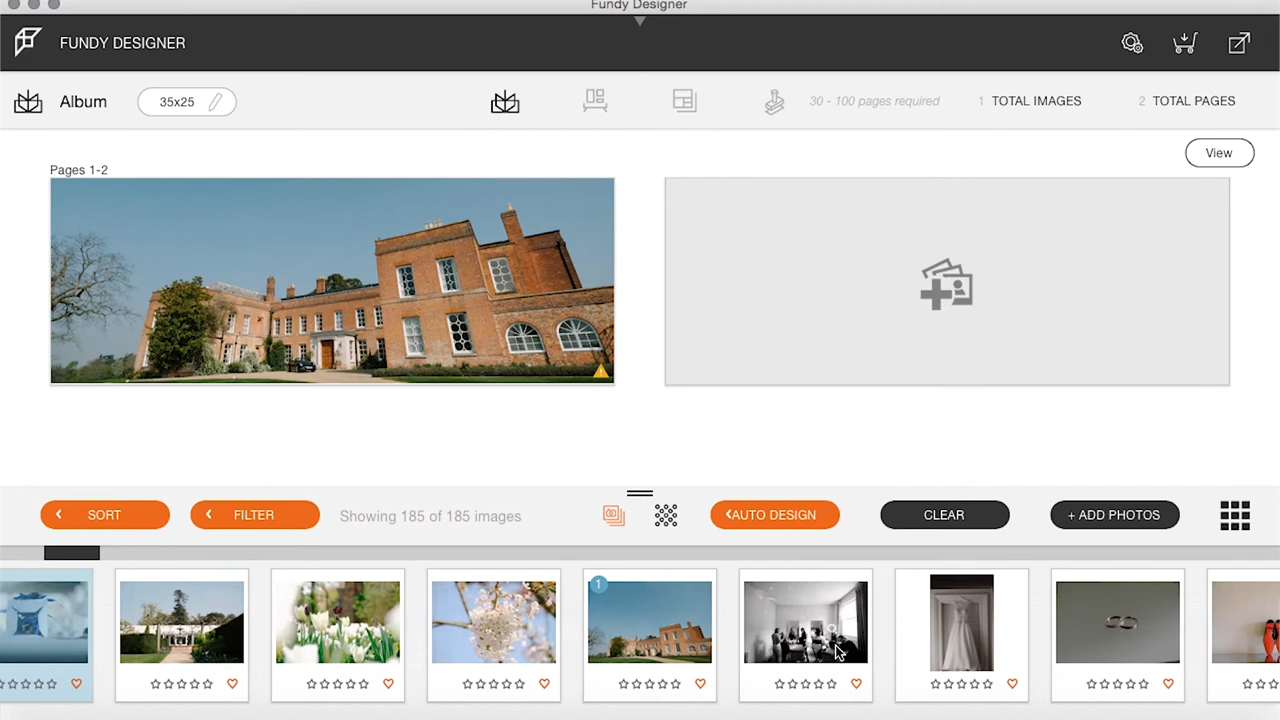 Fundy Designer
FUNDY DESIGNER
Album
35x25
30 - 100 pages required
1 TOTAL IMAGES
2 TOTAL PAGES
View
Pages 1-2
SORT
FILTER
Showing 185 of 185 images
AUTO DESIGN
CLEAR
+ ADD PHOTOS
1